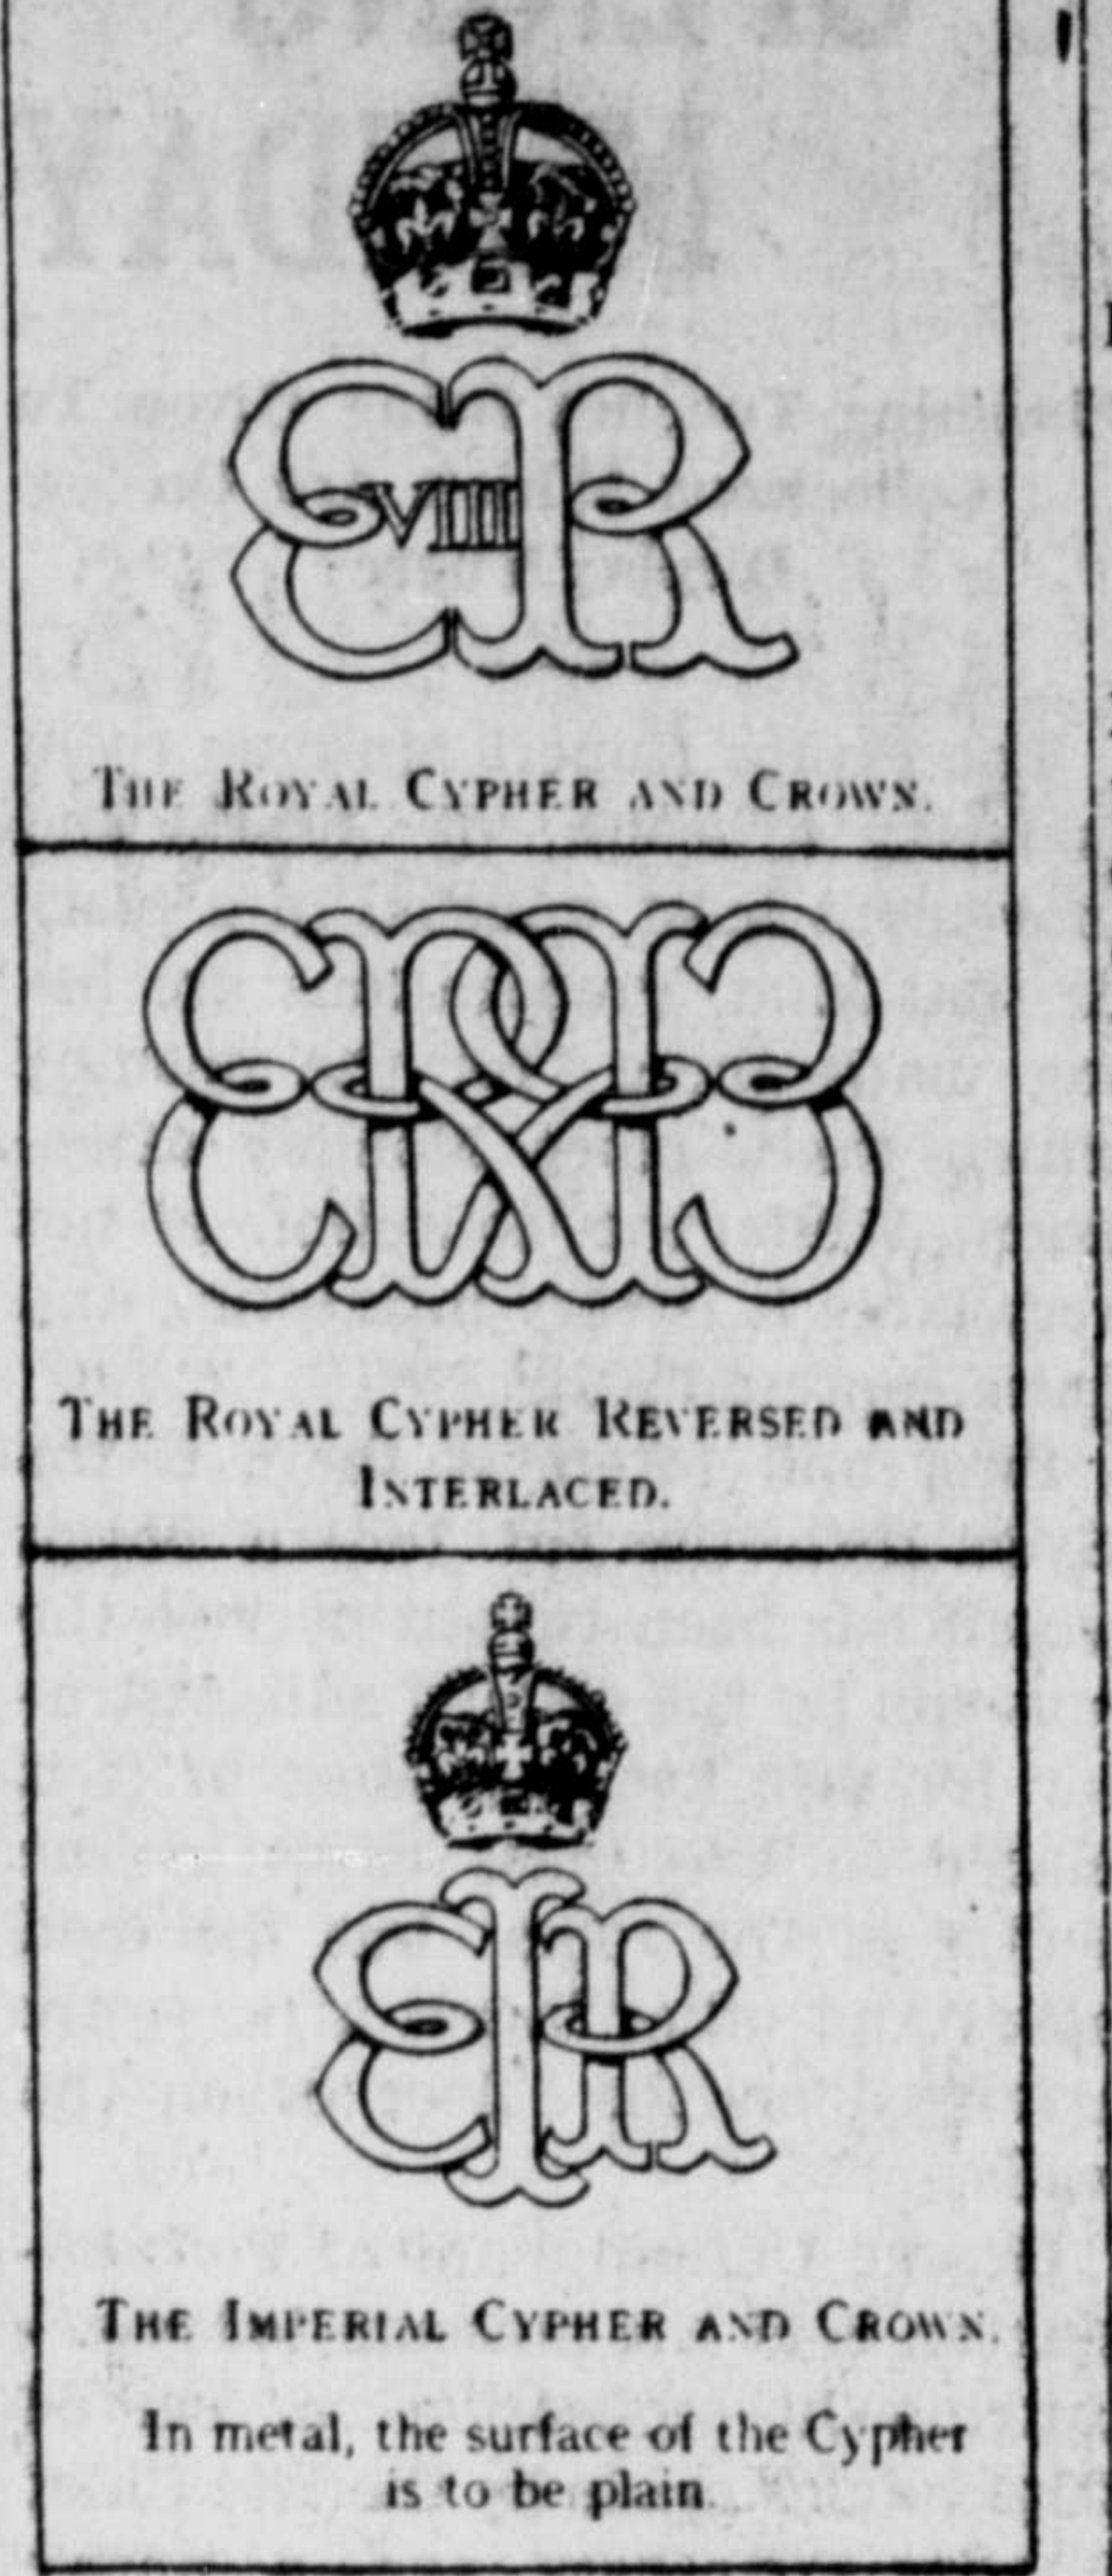 E VIIII R
THE ROYAL CYPHER AND CROWN.
THE ROYAL CYPHER REVERSED AND
INTERLACED.
EIR
THE IMPERIAL CYPHER AND CROWN.
In metal, the surface of the Cypher
is to be plain.